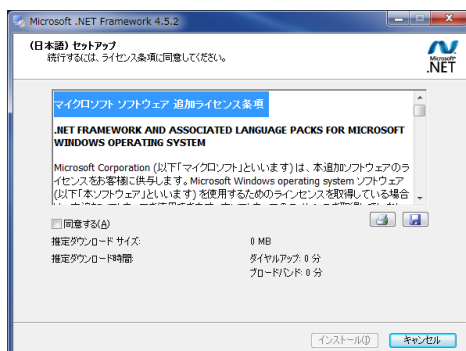 Microsoft .NET Framework 4.5.2
(日本語) セットアップ
続行するには、ライセンス条項に同意してください。
Microsoft
.NET
マイクロソフト ソフトウェア 追加ライセンス条項
.NET FRAMEWORK AND ASSOCIATED LANGUAGE PACKS FOR MICROSOFT
WINDOWS OPERATING SYSTEM
Microsoft Corporation (以下「マイクロソフト」といいます) は、本追加ソフトウェアのラ
イセンスをお客様に供与します。Microsoft Windows operating system ソフトウェア
(以下「本ソフトウェア」といいます) を使用するためのラインセンスを取得している場合
同意する(A)
推定ダウンロード サイズ: 0 MB
推定ダウンロード時間: ダイヤルアップ: 0 分
ブロードバンド: 0 分
インストール(I)
キャンセル